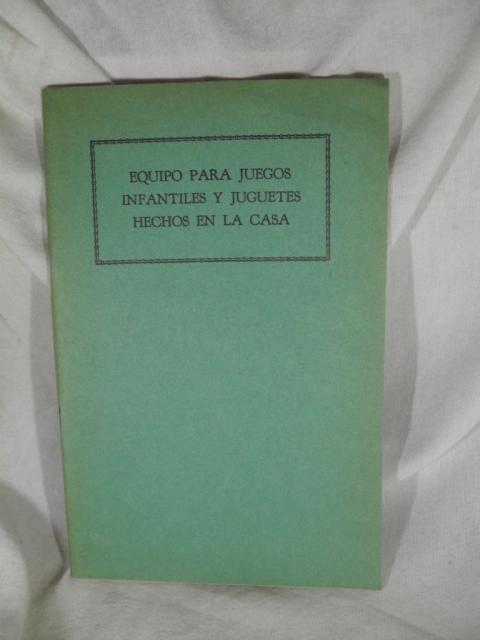 EQUIPO PARA JUEGOS
INFANTILES Y JUGUETES
HECHOS EN LA CASA